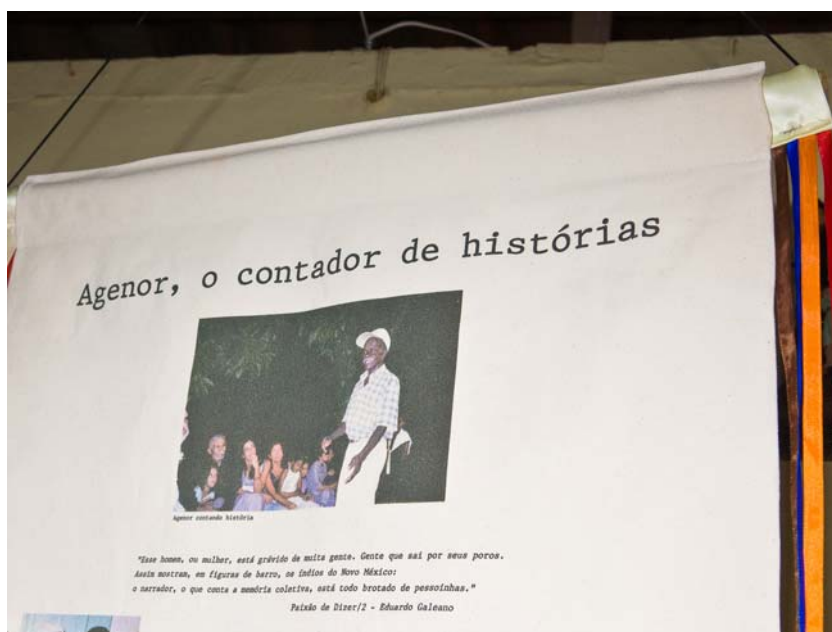 Agenor, o contador de histórias
Agenor contando história
"Esse homem, ou mulher, está grávido de muita gente. Gente que sai por seus poros.
Assim mostram, em figuras de barro, os índios do Novo México:
o narrador, o que conta a memória coletiva, está todo brotado de pessoinhas."
Paixão de Dizer/2 - Eduardo Galeano